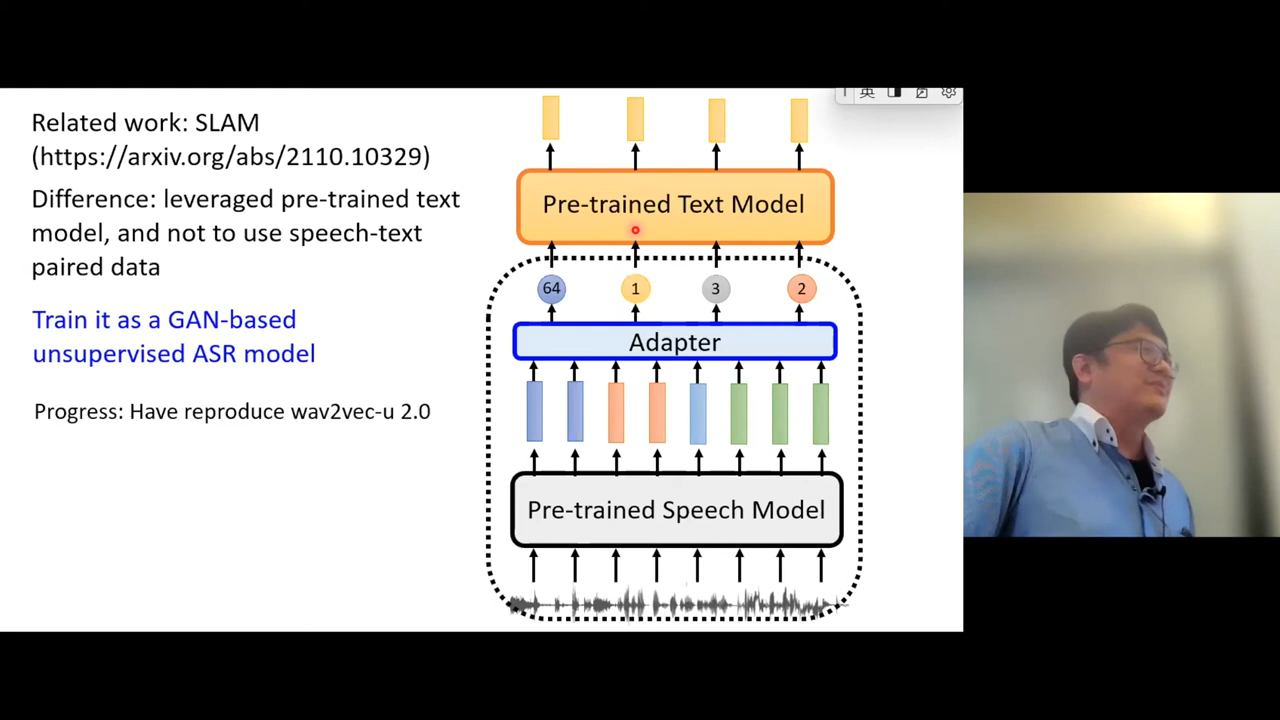 Related work: SLAM
(https://arxiv.org/abs/2110.10329)
Difference: leveraged pre-trained text
model, and not to use speech-text
paired data
Train it as a GAN-based
unsupervised ASR model
Progress: Have reproduce wav2vec-u 2.0
英
Pre-trained Text Model
64 1 3 2
Adapter
Pre-trained Speech Model